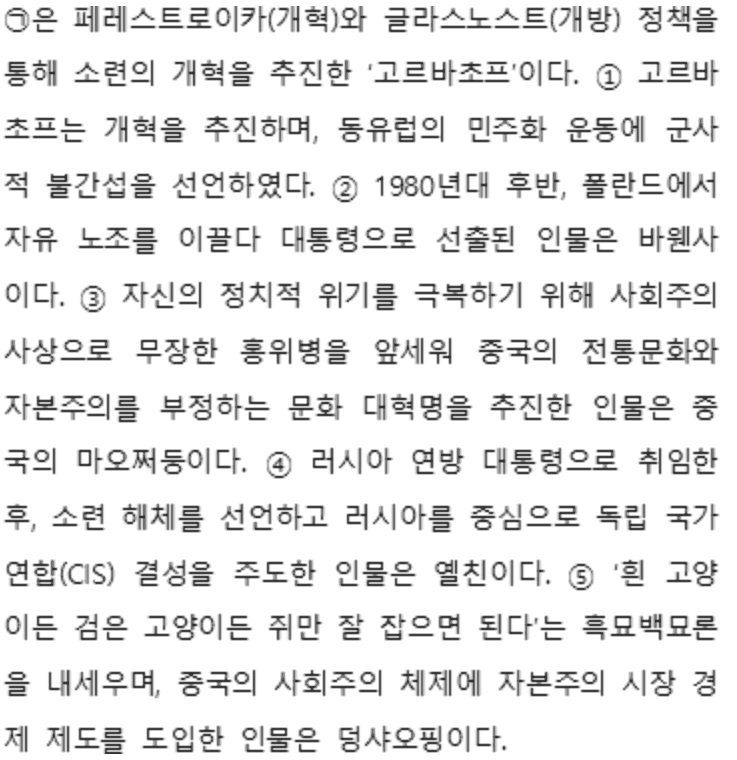 ㉠은 페레스트로이카(개혁)와 글라스노스트(개방) 정책을
통해 소련의 개혁을 추진한 '고르바초프'이다. ① 고르바
초프는 개혁을 추진하며, 동유럽의 민주화 운동에 군사
적 불간섭을 선언하였다. ② 1980년대 후반, 폴란드에서
자유 노조를 이끌다 대통령으로 선출된 인물은 바웬사
이다. ③ 자신의 정치적 위기를 극복하기 위해 사회주의
사상으로 무장한 홍위병을 앞세워 중국의 전통문화와
자본주의를 부정하는 문화 대혁명을 추진한 인물은 중
국의 마오쩌둥이다. ④ 러시아 연방 대통령으로 취임한
후, 소련 해체를 선언하고 러시아를 중심으로 독립 국가
연합(CIS) 결성을 주도한 인물은 옐친이다. ⑤ '흰 고양
이든 검은 고양이든 쥐만 잘 잡으면 된다'는 흑묘백묘론
을 내세우며, 중국의 사회주의 체제에 자본주의 시장 경
제 제도를 도입한 인물은 덩샤오핑이다.